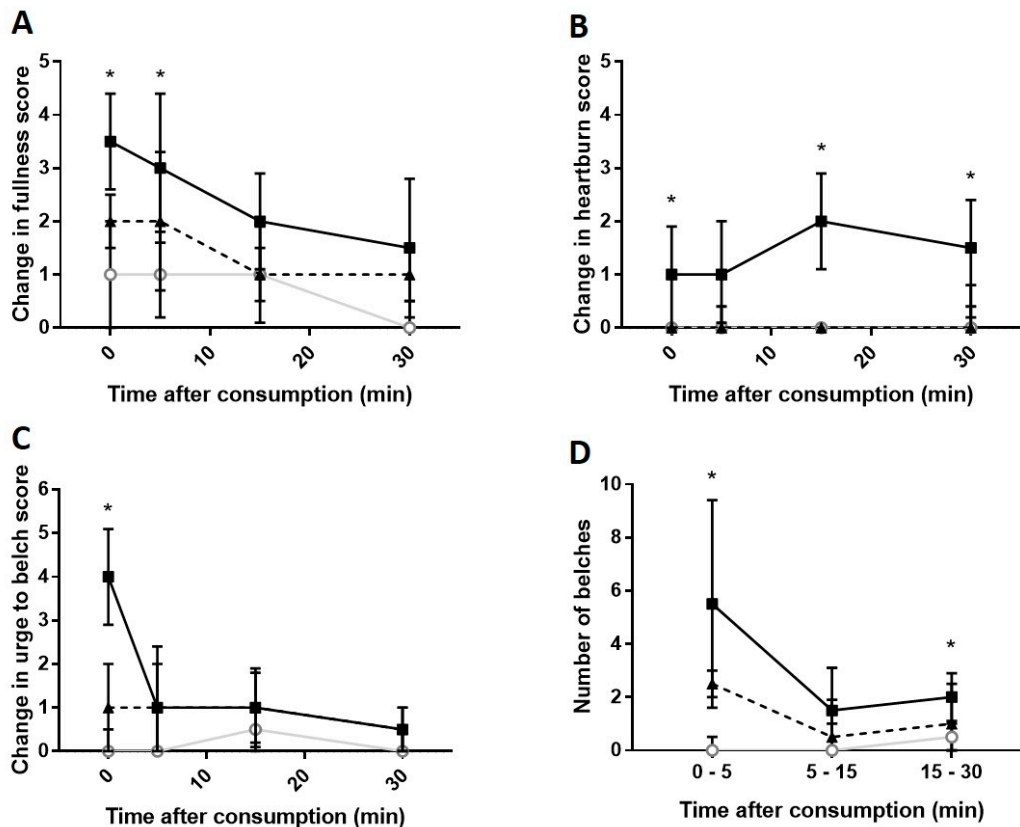 A
Change in fullness score
5
4
3
2
1
0
* *
0 10 20 30
Time after consumption (min)
B
Change in heartburn score
5
4
3
2
1
0
* * *
0 10 20 30
Time after consumption (min)
C
Change in urge to belch score
6
5
4
3
2
1
0
*
0 10 20 30
Time after consumption (min)
D
Number of belches
10
8
6
4
2
0
* *
0 - 5 5 - 15 15 - 30
Time after consumption (min)